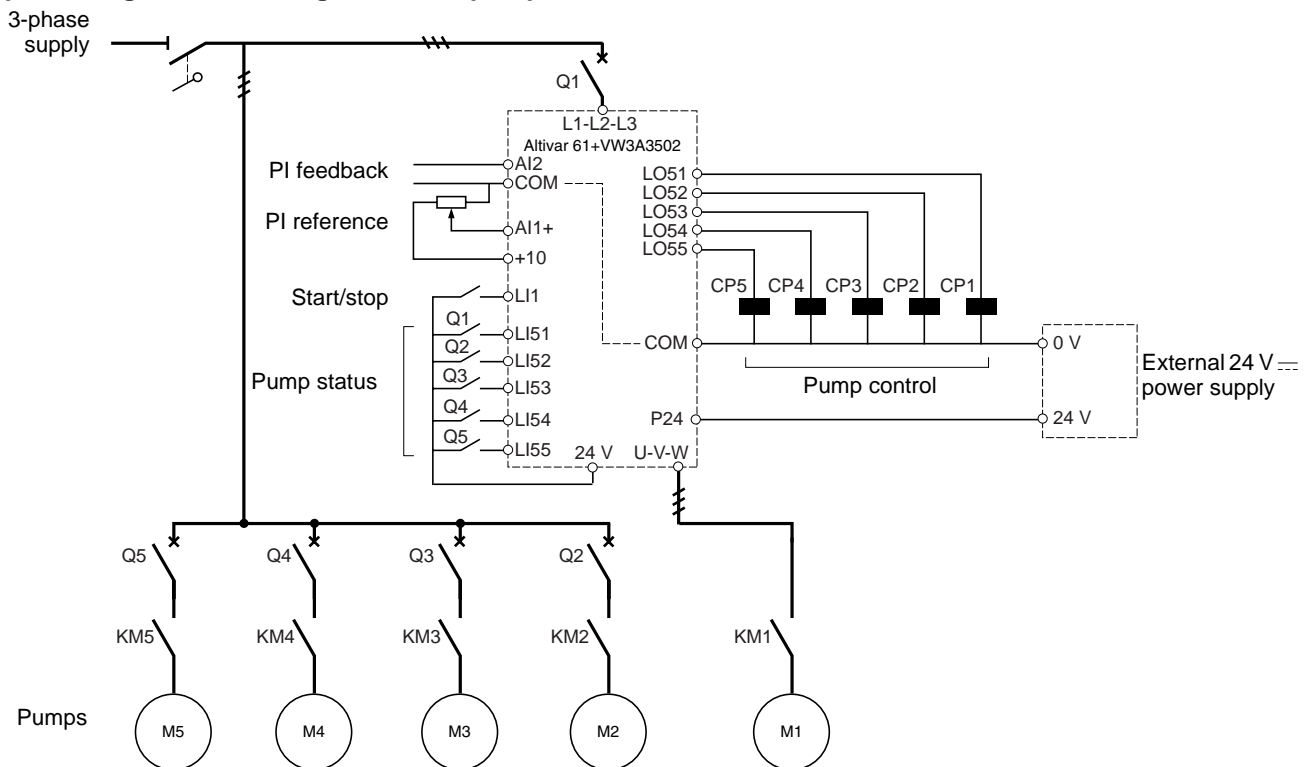 3-phase
supply
Q1
L1-L2-L3
Altivar 61+VW3A3502
PI feedback
AI2
COM
PI reference
AI1+
+10
LO51
LO52
LO53
LO54
LO55
CP5 CP4 CP3 CP2 CP1
Start/stop
LI1
Pump status
Q1
LI51
Q2
LI52
Q3
LI53
Q4
LI54
Q5
LI55
COM
Pump control
0 V
External 24 V
power supply
P24
24 V
24 V U-V-W
Q5 Q4 Q3 Q2
KM5 KM4 KM3 KM2 KM1
Pumps
M5 M4 M3 M2 M1